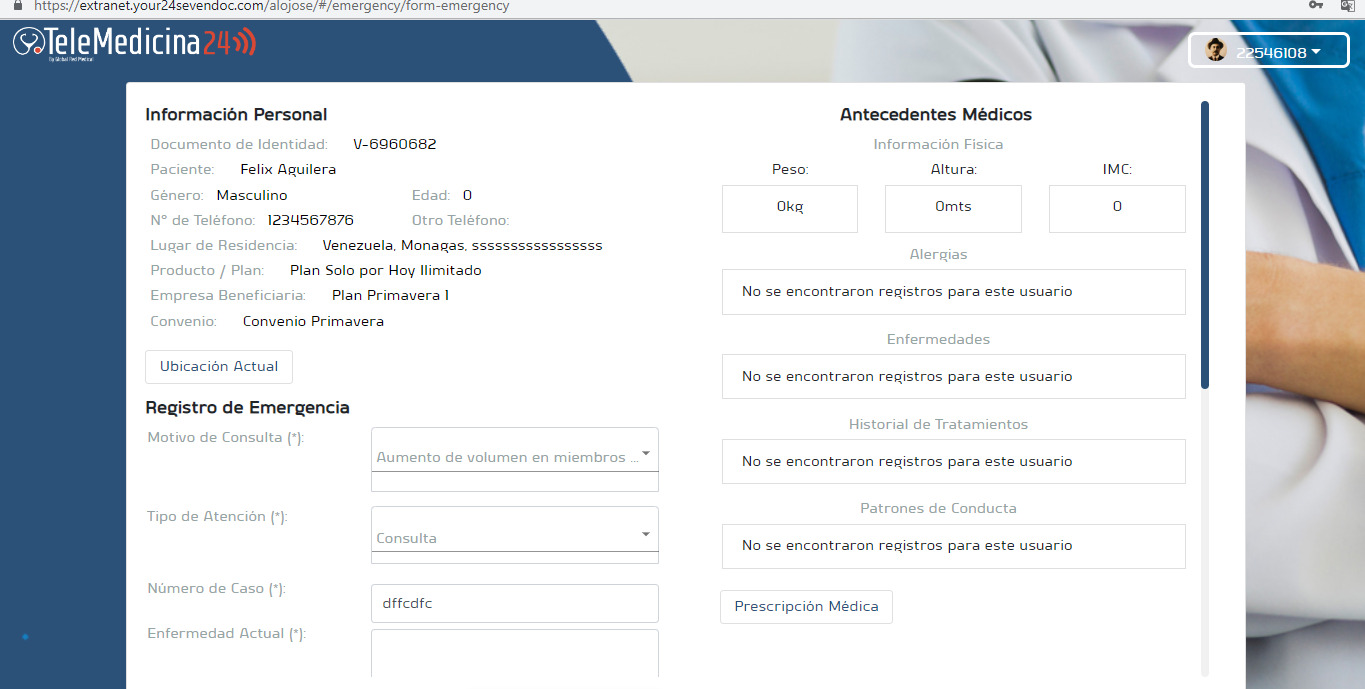 https://extranet.your24sevendoc.com/alojose/#/emergency/form-emergency
TeleMedicina24
by Global Red Medical
22546108
Información Personal
Documento de Identidad: V-6960682
Paciente: Felix Aguilera
Género: Masculino Edad: 0
N° de Teléfono: 1234567876 Otro Teléfono:
Lugar de Residencia: Venezuela, Monagas, sssssssssssssssss
Producto / Plan: Plan Solo por Hoy Ilimitado
Empresa Beneficiaria: Plan Primavera 1
Convenio: Convenio Primavera
Ubicación Actual
Registro de Emergencia
Motivo de Consulta (*): Aumento de volumen en miembros ...
Tipo de Atención (*): Consulta
Número de Caso (*): dffcdfc
Enfermedad Actual (*):
Antecedentes Médicos
Información Fisica
Peso: Altura: IMC:
0kg 0mts 0
Alergias
No se encontraron registros para este usuario
Enfermedades
No se encontraron registros para este usuario
Historial de Tratamientos
No se encontraron registros para este usuario
Patrones de Conducta
No se encontraron registros para este usuario
Prescripción Médica